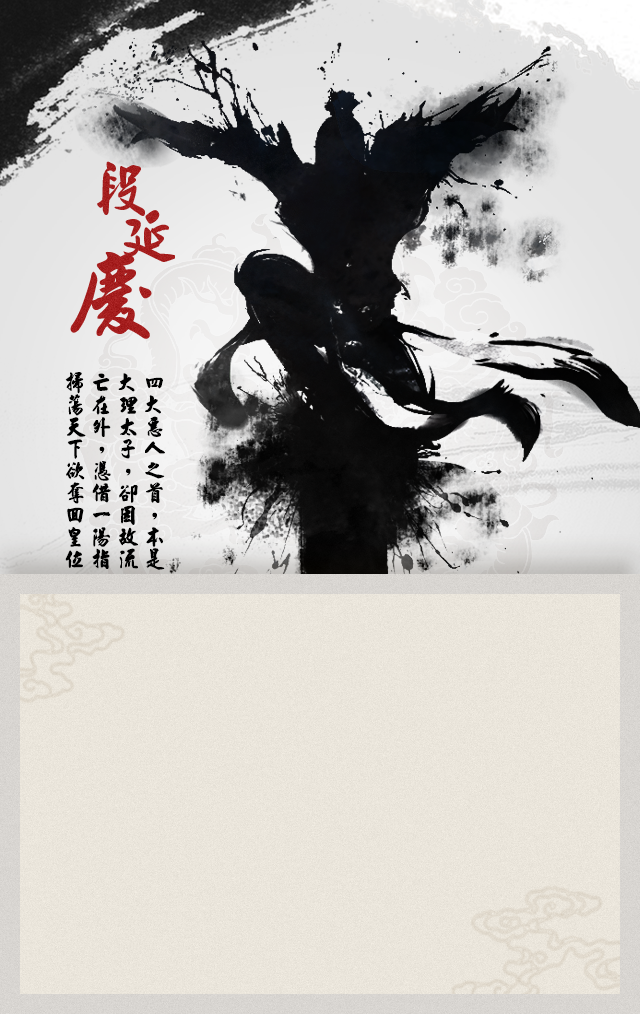 段延慶
四大惡人之首，本是
大理太子，卻因故流
亡在外，憑借一陽指
掃蕩天下欲奪回皇位